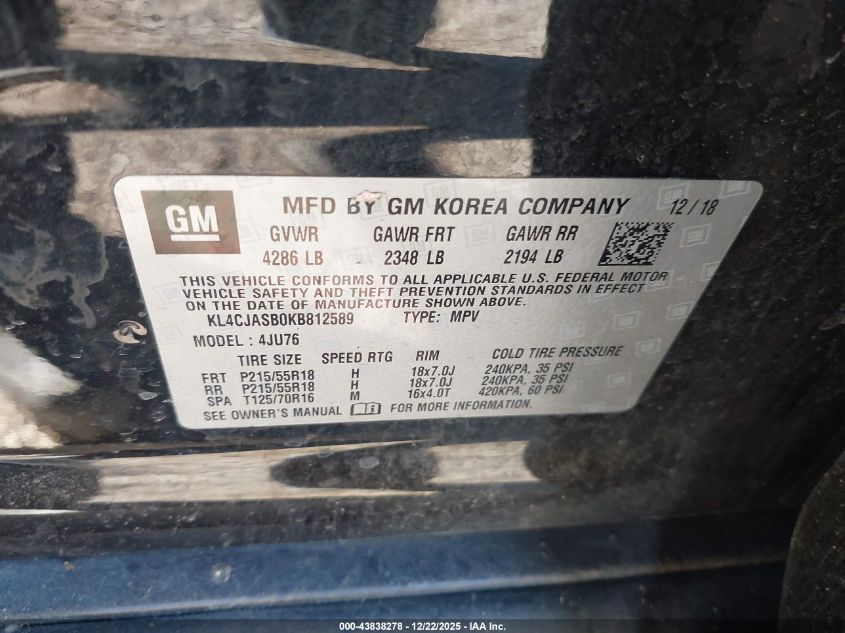 GM
MFD BY GM KOREA COMPANY 12/18
GVWR GAWR FRT GAWR RR
4286 LB 2348 LB 2194 LB
THIS VEHICLE CONFORMS TO ALL APPLICABLE U.S. FEDERAL MOTOR
VEHICLE SAFETY AND THEFT PREVENTION STANDARDS IN EFFECT
ON THE DATE OF MANUFACTURE SHOWN ABOVE.
KL4CJASB0KB812589 TYPE: MPV
MODEL : 4JU76
TIRE SIZE SPEED RTG RIM COLD TIRE PRESSURE
FRT P215/55R18 H 18x7.0J 240KPA, 35 PSI
RR P215/55R18 H 18x7.0J 240KPA, 35 PSI
SPA T125/70R16 M 16x4.0T 420KPA, 60 PSI
SEE OWNER'S MANUAL FOR MORE INFORMATION.
000-43838278 - 12/22/2025 - IAA, Inc.